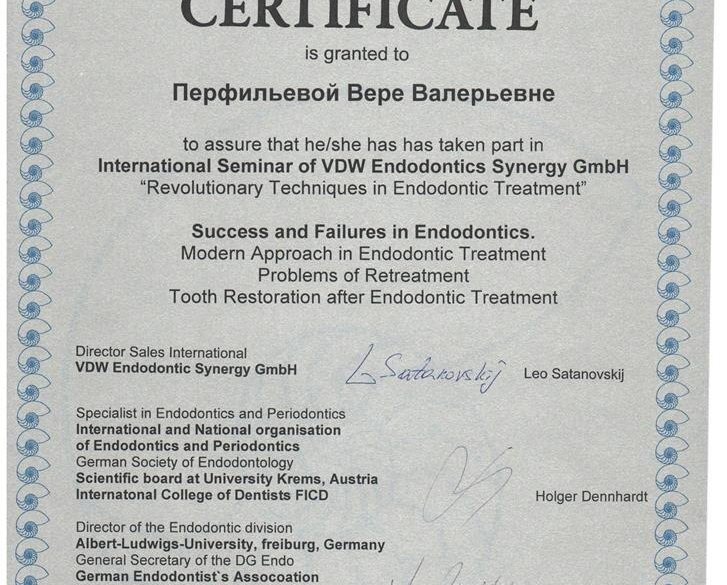 CERTIFICATE
is granted to
Перфильевой Вере Валерьевне
to assure that he/she has has taken part in
International Seminar of VDW Endodontics Synergy GmbH
“Revolutionary Techniques in Endodontic Treatment”
Success and Failures in Endodontics.
Modern Approach in Endodontic Treatment
Problems of Retreatment
Tooth Restoration after Endodontic Treatment
Director Sales International
VDW Endodontic Synergy GmbH
L Satanovskij
Leo Satanovskij
Specialist in Endodontics and Periodontics
International and National organisation
of Endodontics and Periodontics
German Society of Endodontology
Scientific board at University Krems, Austria
Internatonal College of Dentists FICD
Holger Dennhardt
Director of the Endodontic division
Albert-Ludwigs-University, freiburg, Germany
General Secretary of the DG Endo
German Endodontist`s Assocoation